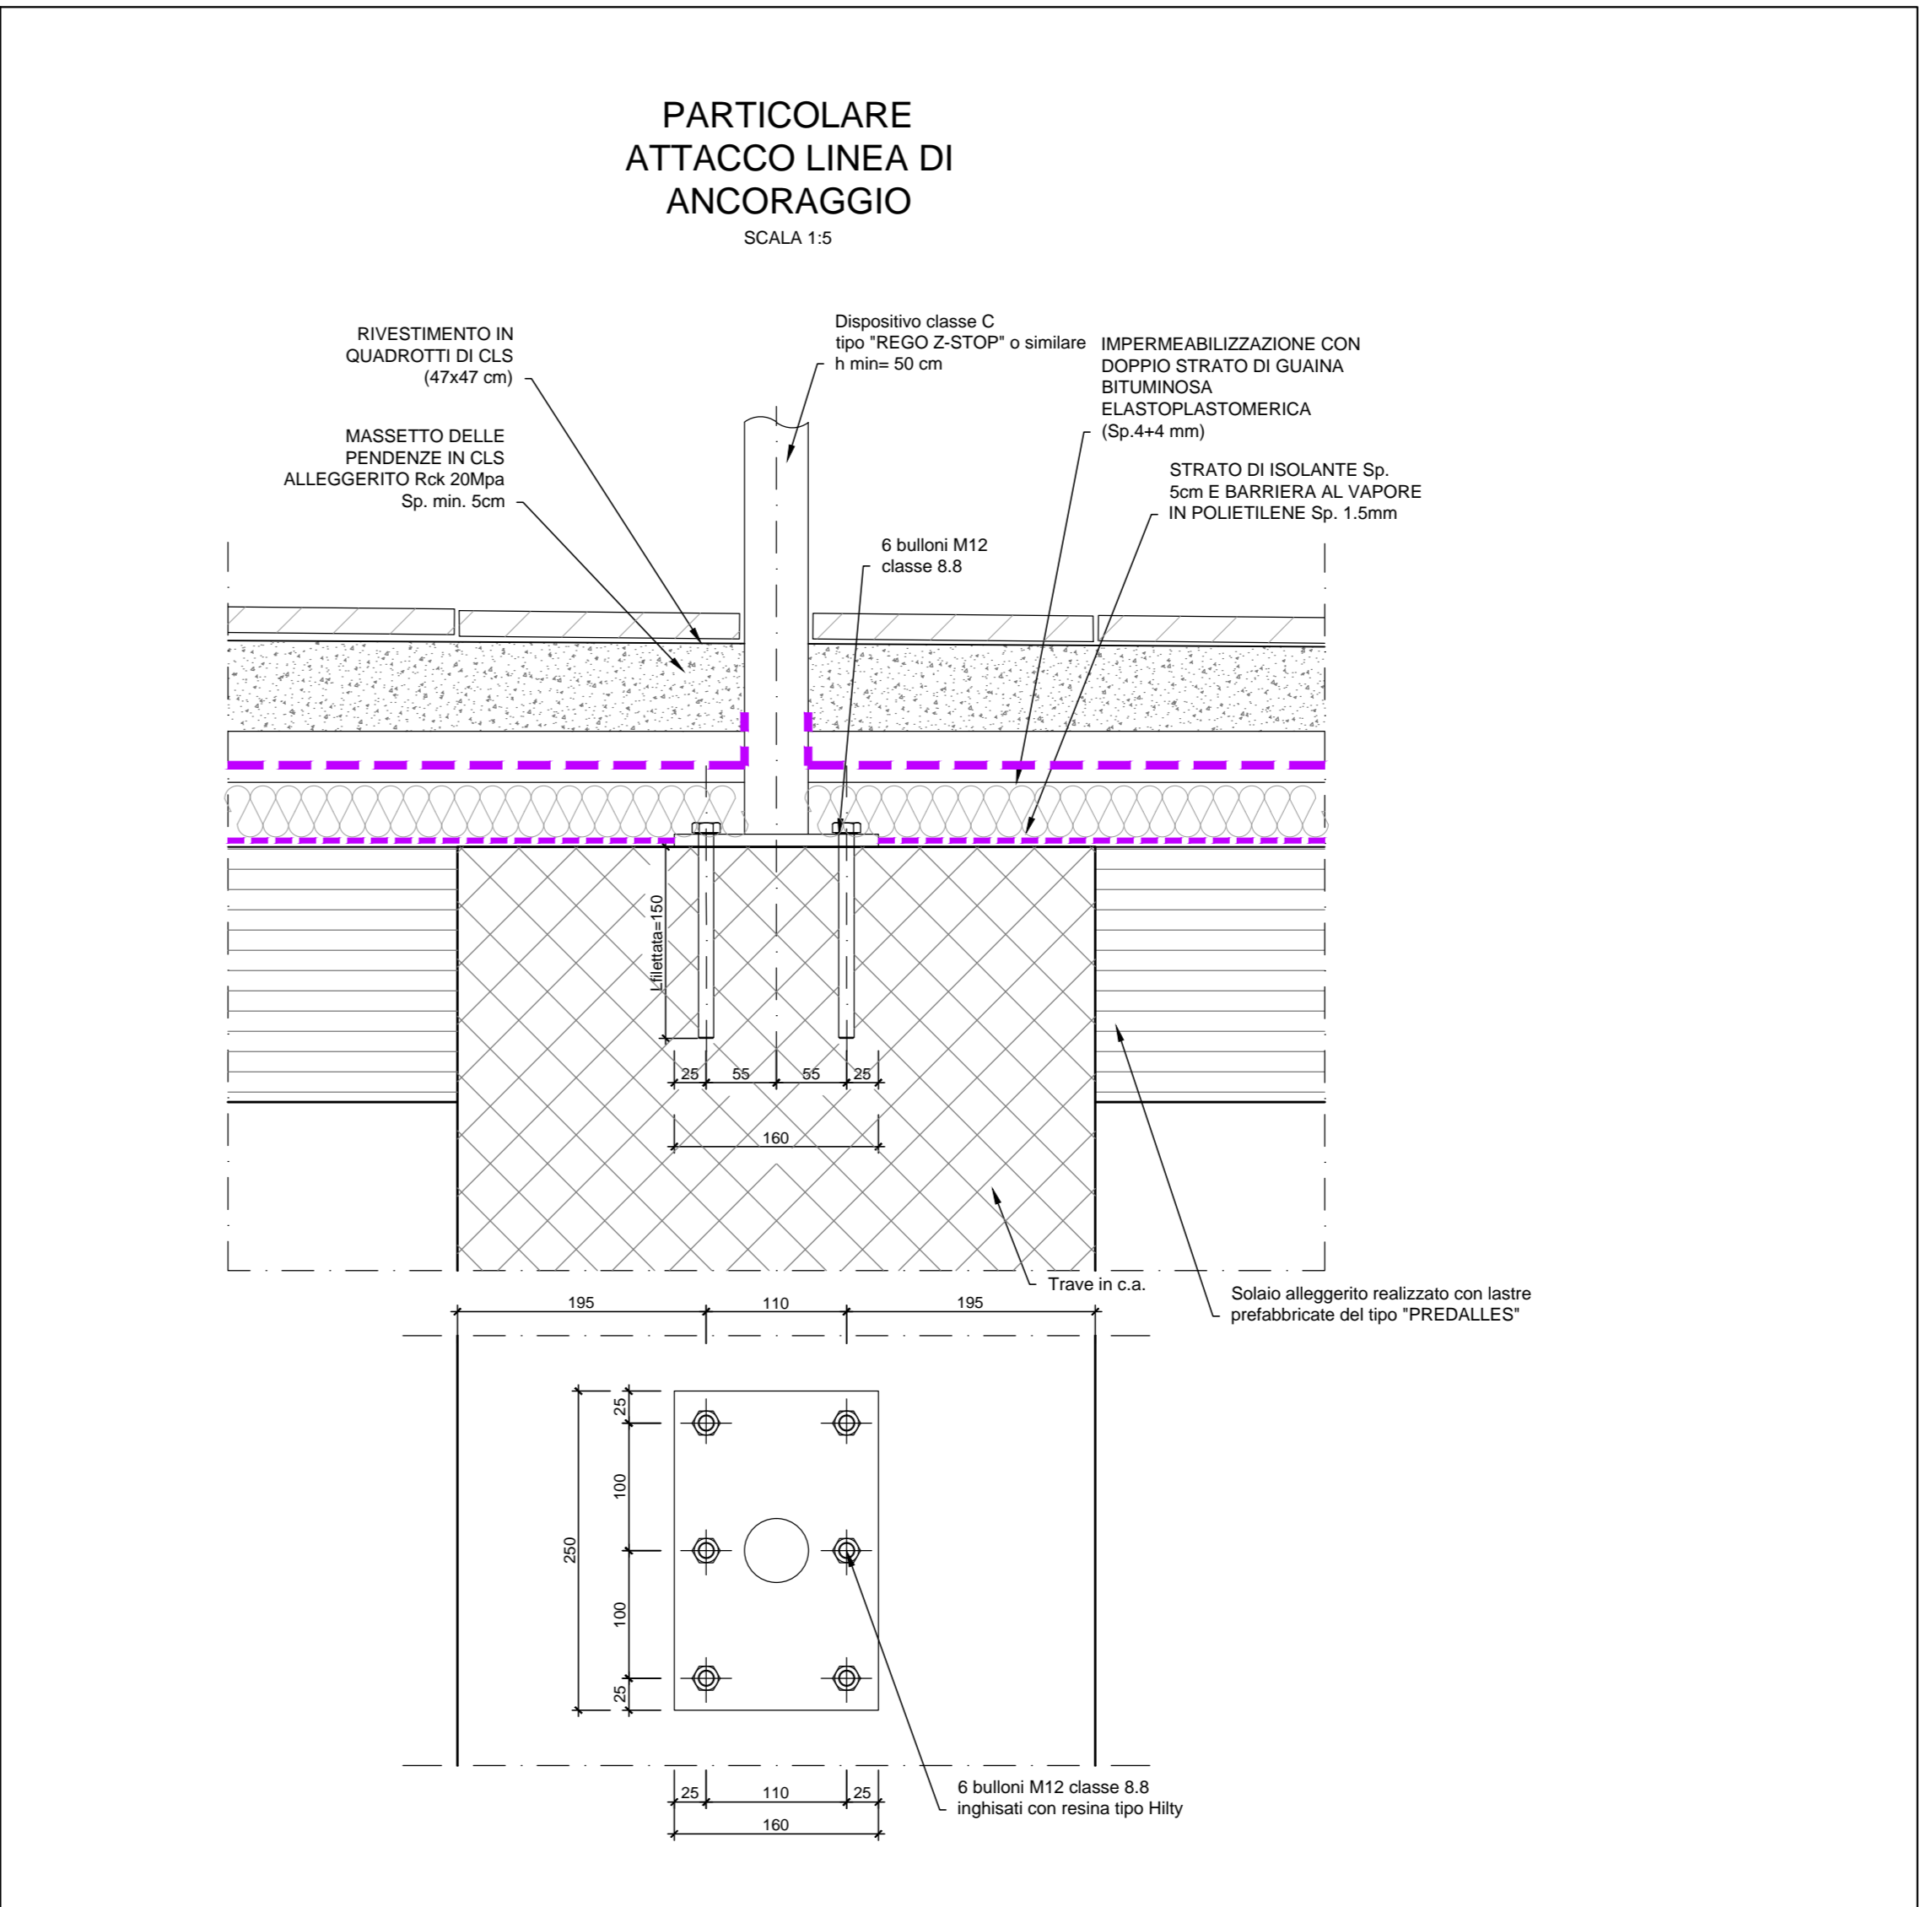 PARTICOLARE
ATTACCO LINEA DI
ANCORAGGIO
SCALA 1:5
RIVESTIMENTO IN
QUADROTTI DI CLS
(47x47 cm)
Dispositivo classe C
tipo "REGO Z-STOP" o similare
h min= 50 cm
IMPERMEABILIZZAZIONE CON
DOPPIO STRATO DI GUAINA
BITUMINOSA
ELASTOPLASTOMERICA
(Sp.4+4 mm)
MASSETTO DELLE
PENDENZE IN CLS
ALLEGGERITO Rck 20Mpa
Sp. min. 5cm
STRATO DI ISOLANTE Sp.
5cm E BARRIERA AL VAPORE
IN POLIETILENE Sp. 1.5mm
6 bulloni M12
classe 8.8
Lfilettata=150
25 55 55 25
160
Trave in c.a.
Solaio alleggerito realizzato con lastre
prefabbricate del tipo "PREDALLES"
195 110 195
25
100
250
100
25
6 bulloni M12 classe 8.8
inghisati con resina tipo Hilty
25 110 25
160